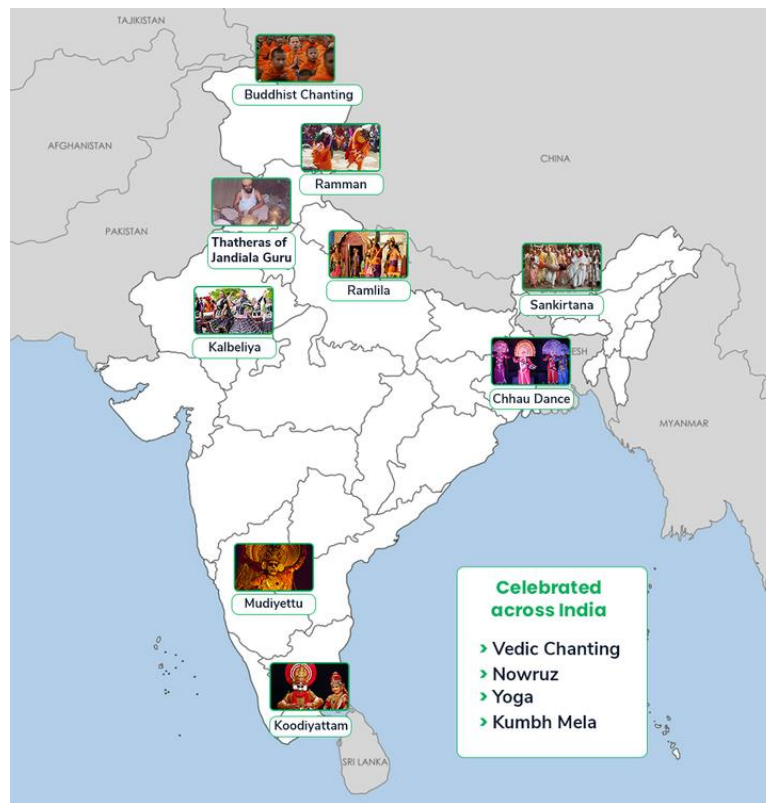 TAJIKISTAN
Buddhist Chanting
AFGHANISTAN
CHINA
Ramman
PAKISTAN
Thatheras of
Jandiala Guru
Ramlila
Sankirtana
Kalbeliya
ESH
Chhau Dance
MYANMAR
Mudiyettu
Celebrated
across India
> Vedic Chanting
> Nowruz
> Yoga
> Kumbh Mela
Koodiyattam
SRI LANKA